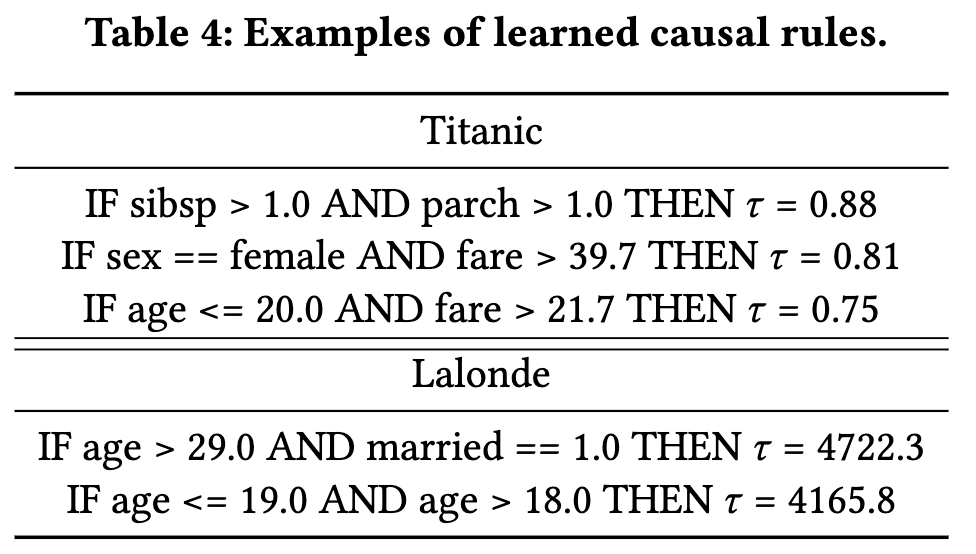 Table 4: Examples of learned causal rules.
Titanic
IF sibsp > 1.0 AND parch > 1.0 THEN τ = 0.88
IF sex == female AND fare > 39.7 THEN τ = 0.81
IF age <= 20.0 AND fare > 21.7 THEN τ = 0.75
Lalonde
IF age > 29.0 AND married == 1.0 THEN τ = 4722.3
IF age <= 19.0 AND age > 18.0 THEN τ = 4165.8